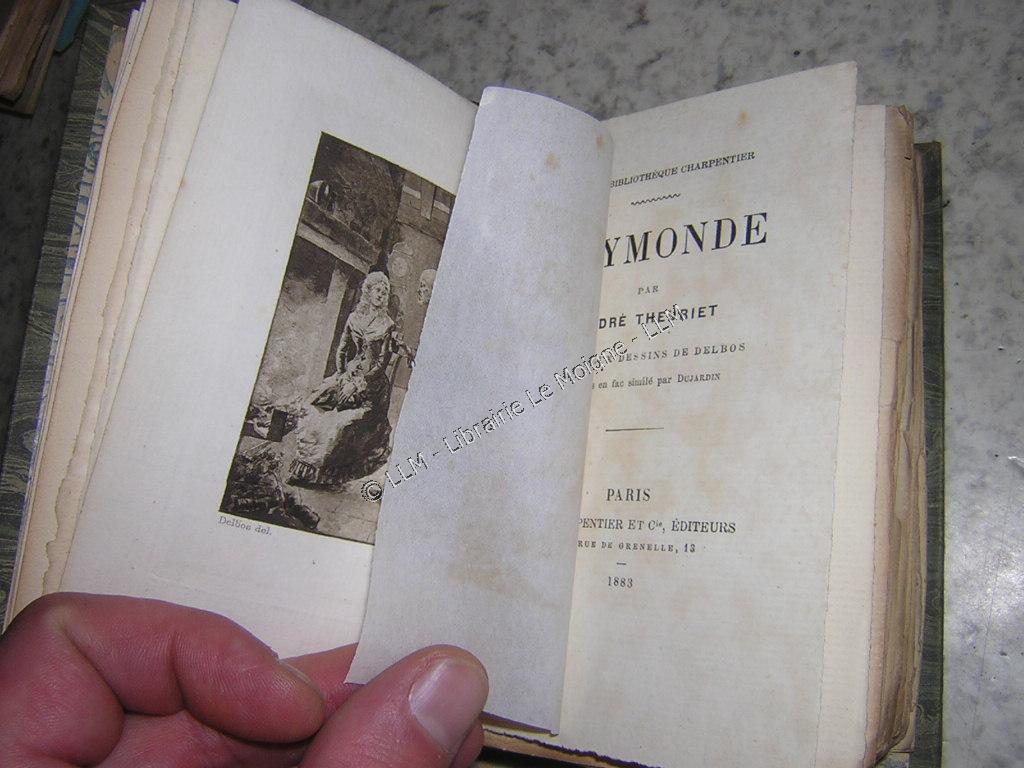 BIBLIOTHÈQUE CHARPENTIER
YMONDE
PAR
DRÉ THEURIET
DESSINS DE DELBOS
s en fac similé par DUJARDIN
PARIS
PENTIER ET Cie, ÉDITEURS
RUE DE GRENELLE, 13
1883
Delbos del.
© LLM - Librairie Le Moigne - LLM